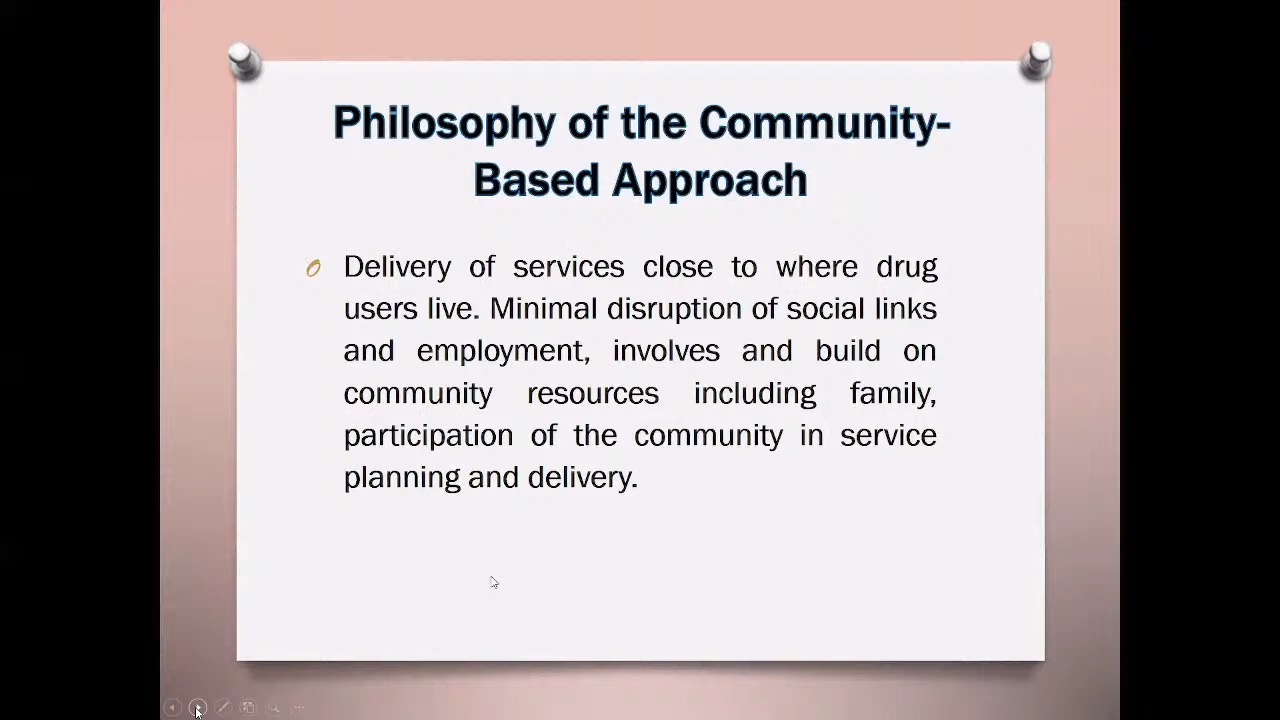 Philosophy of the Community-
Based Approach
Delivery of services close to where drug
users live. Minimal disruption of social links
and employment, involves and build on
community resources including family,
participation of the community in service
planning and delivery.